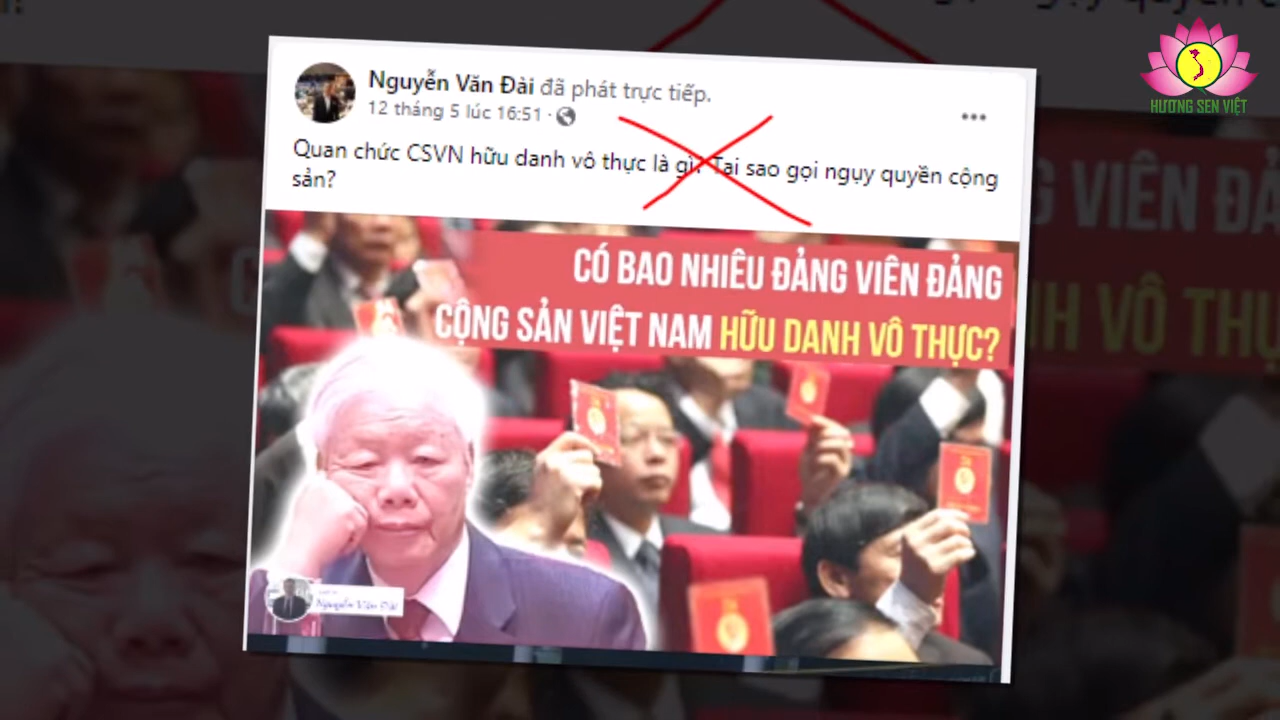 HƯƠNG SEN VIỆT
Nguyễn Văn Đài đã phát trực tiếp.
12 tháng 5 lúc 16:51 ·
Quan chức CSVN hữu danh vô thực là gì? Tại sao gọi ngụy quyền cộng
sản?
CÓ BAO NHIÊU ĐẢNG VIÊN ĐẢNG
CỘNG SẢN VIỆT NAM HỮU DANH VÔ THỰC?
Nguyễn Văn Đài